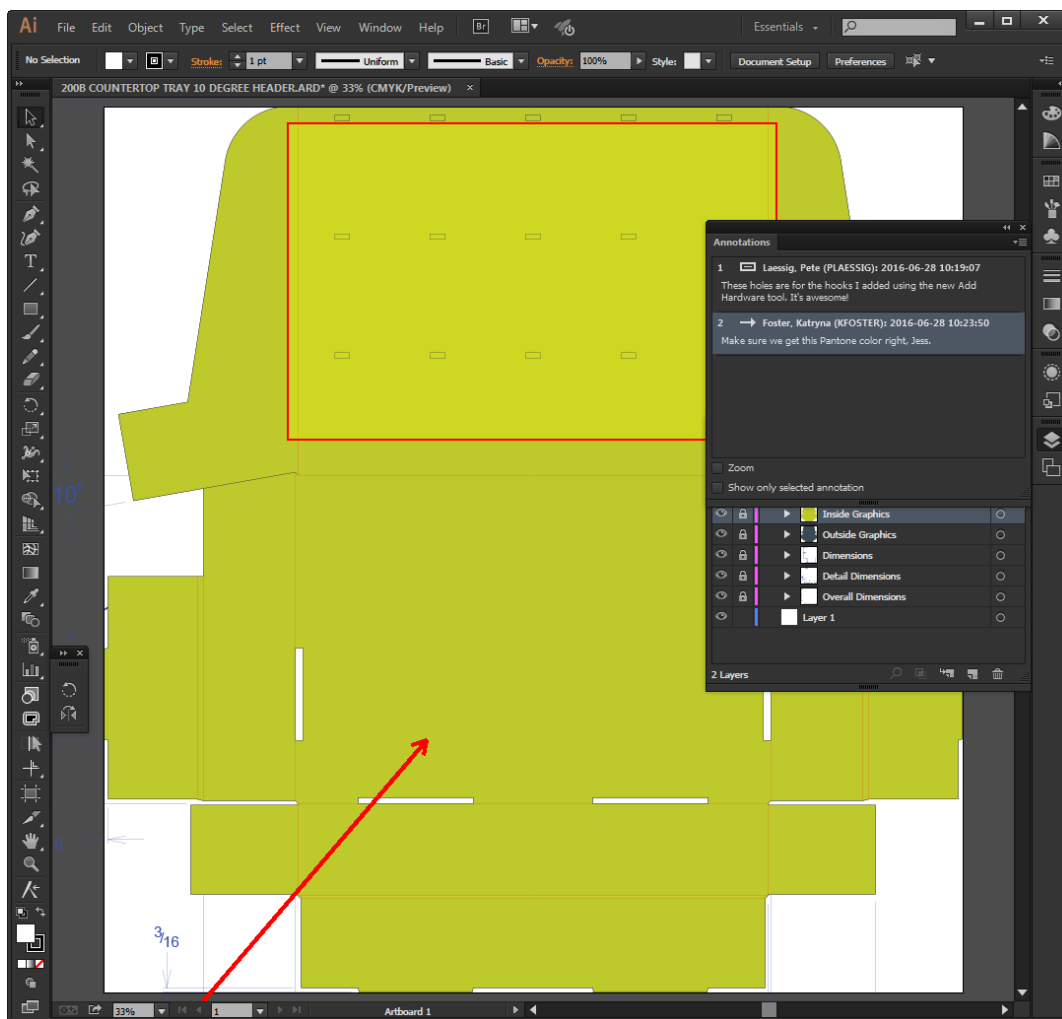 Ai File Edit Object Type Select Effect View Window Help Br Essentials
No Selection Stroke: 1 pt Uniform Basic Opacity: 100% Style: Document Setup Preferences
200B COUNTERTOP TRAY 10 DEGREE HEADER.ARD* @ 33% (CMYK/Preview) ×
Annotations
1 Laessig, Pete (PLAESSIG): 2016-06-28 10:19:07
These holes are for the hooks I added using the new Add
Hardware tool. It's awesome!
2 Foster, Katryna (KFOSTER): 2016-06-28 10:23:50
Make sure we get this Pantone color right, Jess.
Zoom
Show only selected annotation
10°
Inside Graphics
Outside Graphics
Dimensions
Detail Dimensions
Overall Dimensions
Layer 1
2 Layers
3/16
33% 1 Artboard 1